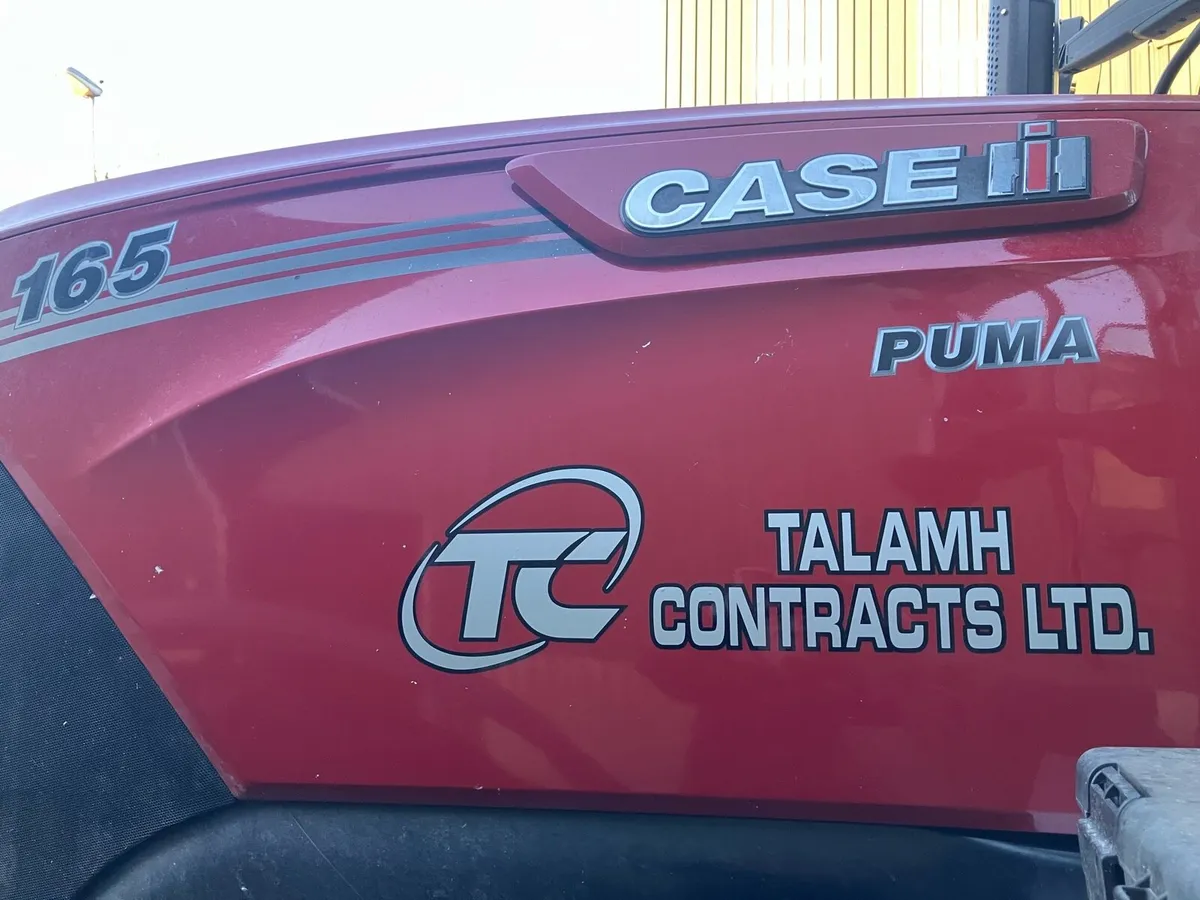 CASE IH
165
PUMA
TC
TALAMH
CONTRACTS LTD.